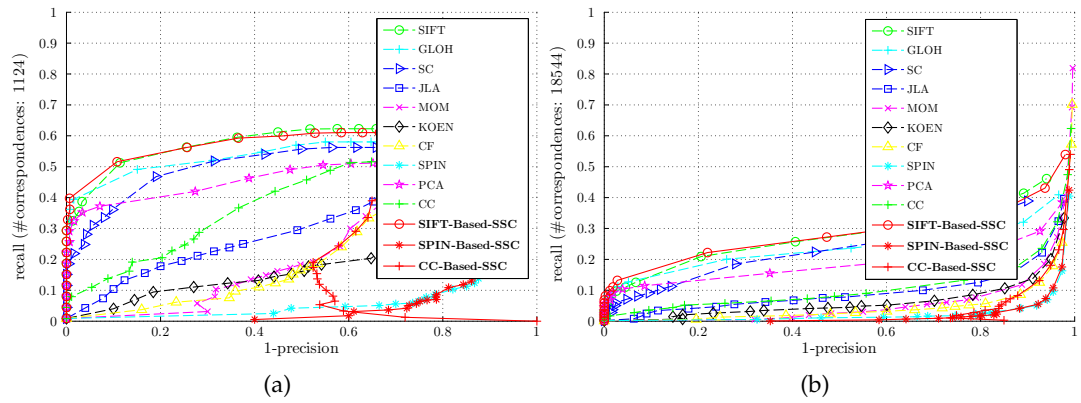 recall (#correspondences: 1124)
1
0.9
0.8
0.7
0.6
0.5
0.4
0.3
0.2
0.1
0
0 0.2 0.4 0.6 0.8 1
1-precision
SIFT
GLOH
SC
JLA
MOM
KOEN
CF
SPIN
PCA
CC
SIFT-Based-SSC
SPIN-Based-SSC
CC-Based-SSC
(a)
recall (#correspondences: 18544)
1
0.9
0.8
0.7
0.6
0.5
0.4
0.3
0.2
0.1
0
0 0.2 0.4 0.6 0.8 1
1-precision
SIFT
GLOH
SC
JLA
MOM
KOEN
CF
SPIN
PCA
CC
SIFT-Based-SSC
SPIN-Based-SSC
CC-Based-SSC
(b)